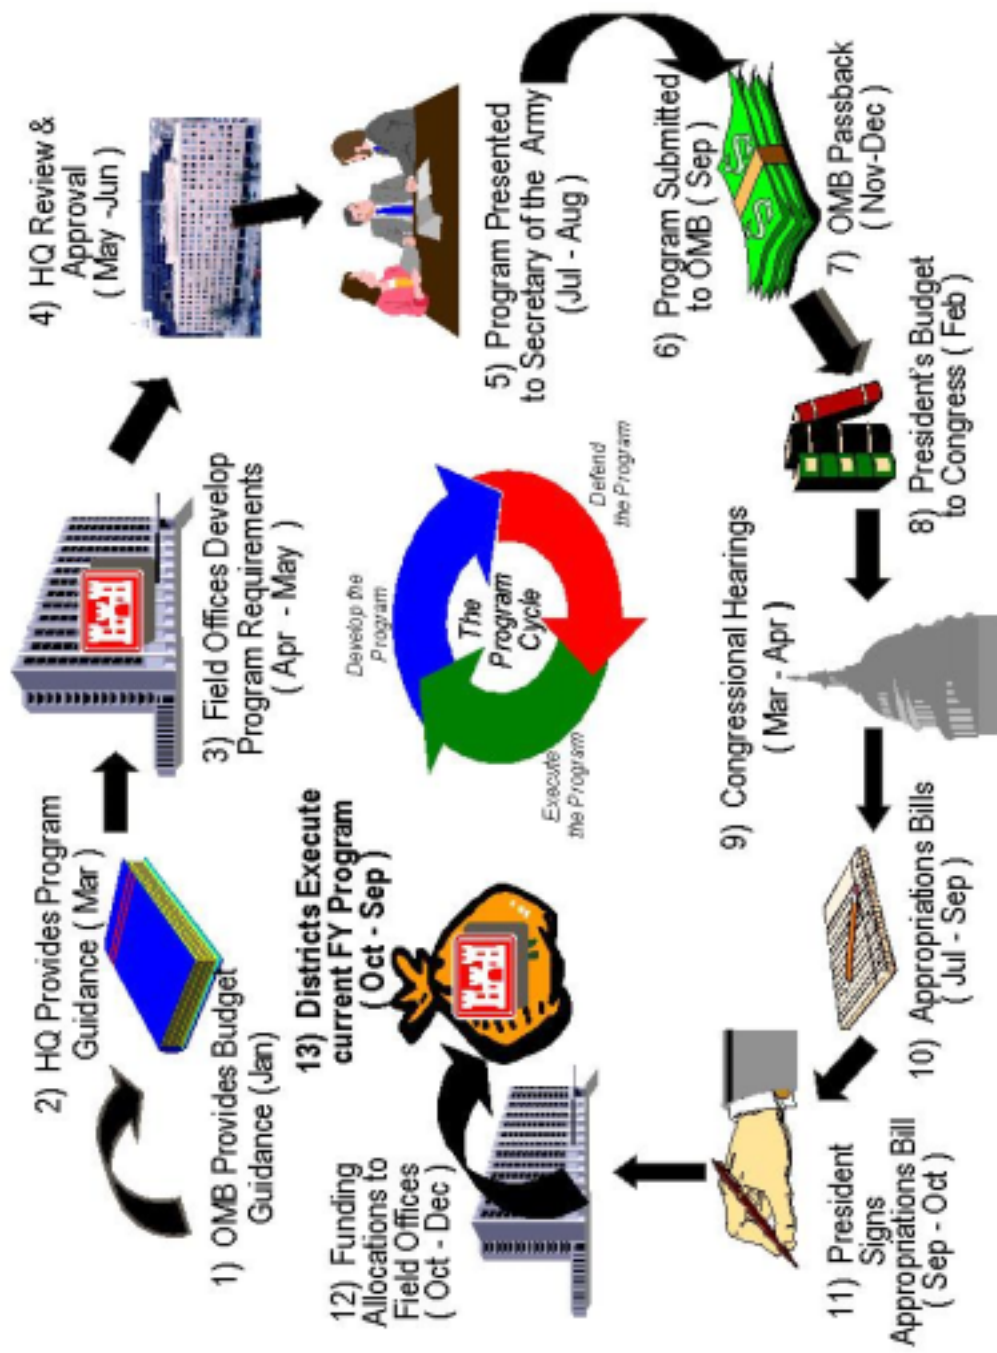 1) OMB Provides Budget
Guidance (Jan)
2) HQ Provides Program
Guidance ( Mar )
3) Field Offices Develop
Program Requirements
( Apr - May )
4) HQ Review &
Approval
( May -Jun )
5) Program Presented
to Secretary of the Army
(Jul - Aug )
6) Program Submitted
to OMB ( Sep )
7) OMB Passback
( Nov-Dec )
8) President's Budget
to Congress ( Feb )
9) Congressional Hearings
( Mar - Apr )
10) Appropriations Bills
( Jul - Sep )
11) President
Signs
Appropriations Bill
( Sep - Oct )
12) Funding
Allocations to
Field Offices
( Oct - Dec )
13) Districts Execute
current FY Program
( Oct - Sep )
Develop the
Program
The
Program
Cycle
Defend
the Program
Execute
the Program
$
$